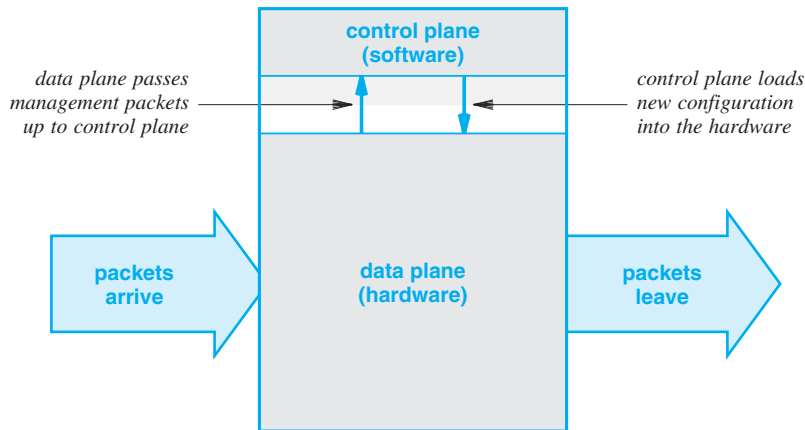 control plane
(software)
data plane passes
management packets
up to control plane
control plane loads
new configuration
into the hardware
packets
arrive
data plane
(hardware)
packets
leave